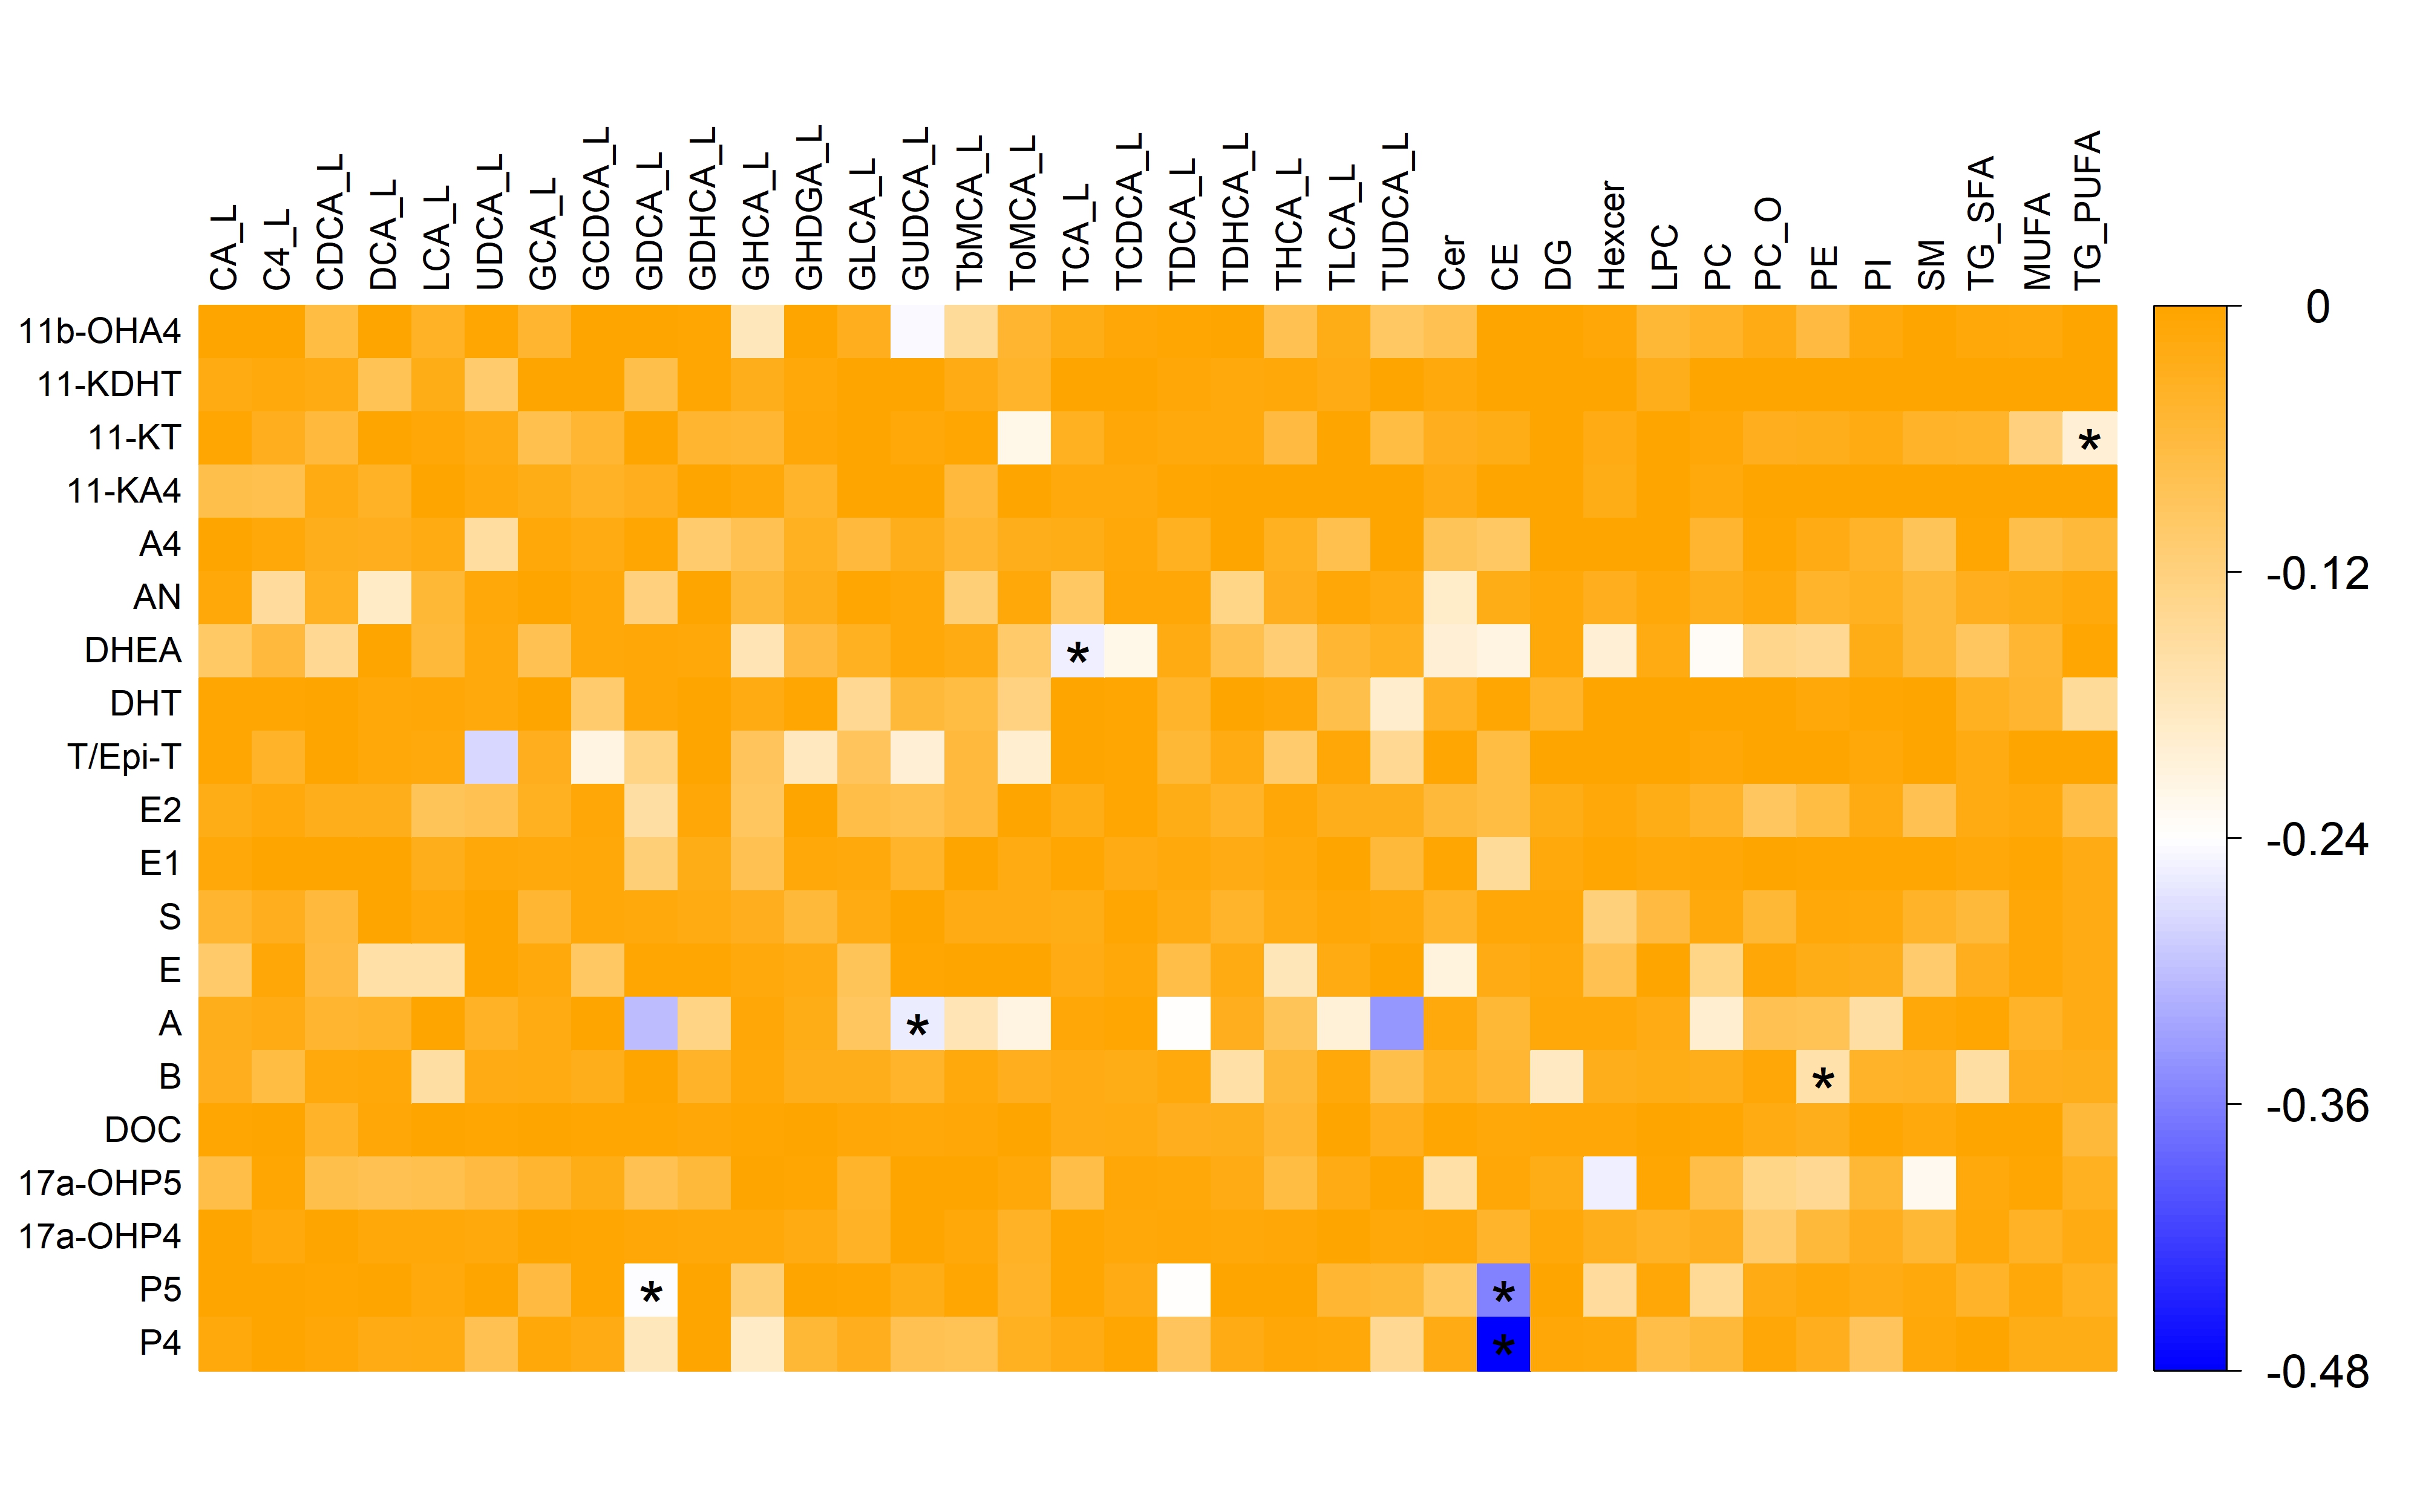 CA_L
C4_L
CDCA_L
DCA_L
LCA_L
UDCA_L
GCA_L
GCDCA_L
GDCA_L
GDHCA_L
GHCA_L
GHDGA_L
GLCA_L
GUDCA_L
TbMCA_L
ToMCA_L
TCA_L
TCDCA_L
TDCA_L
TDHCA_L
THCA_L
TLCA_L
TUDCA_L
Cer
CE
DG
Hexcer
LPC
PC
PC_O
PE
PI
SM
TG_SFA
MUFA
TG_PUFA
11b-OHA4
11-KDHT
11-KT
*
11-KA4
A4
AN
DHEA
*
DHT
T/Epi-T
E2
E1
S
E
A
*
B
*
DOC
17a-OHP5
17a-OHP4
P5
* *
P4
*
0
-0.12
-0.24
-0.36
-0.48